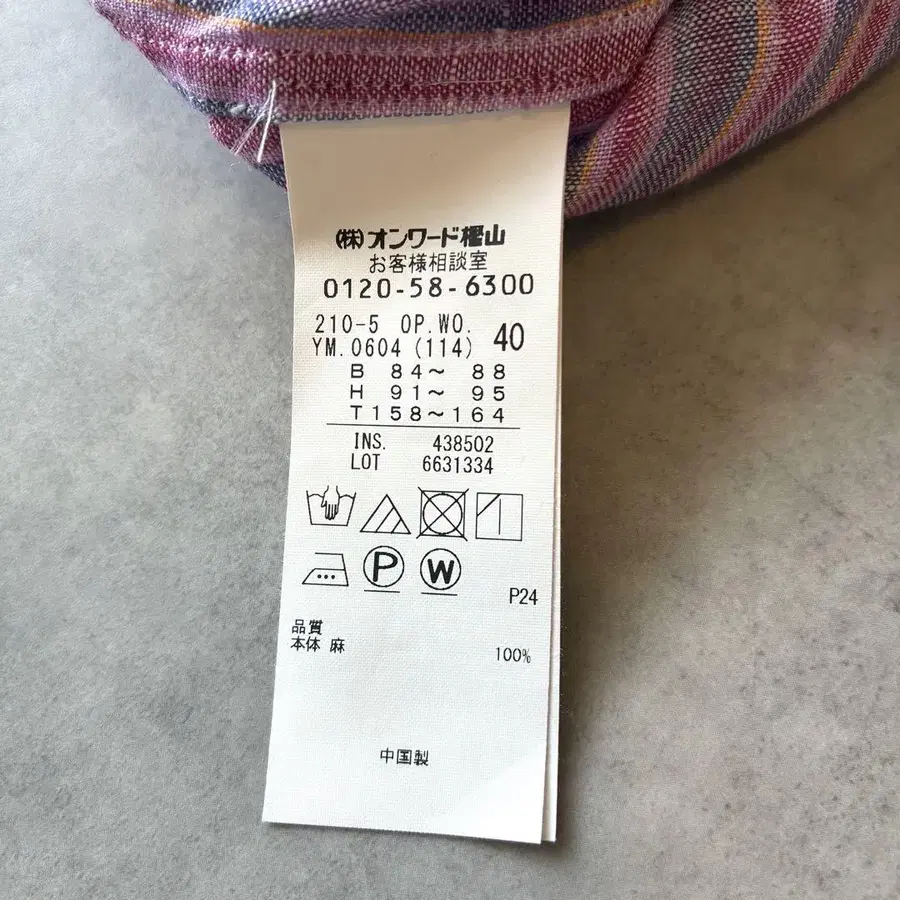 (株)オンワード樫山
お客様相談室
0120-58-6300
210-5 OP.WO. 40
YM.0604 (114)
B 84～ 88
H 91～ 95
T158～164
INS. 438502
LOT 6631334
P W
P24
品質
本体 麻 100%
中国製